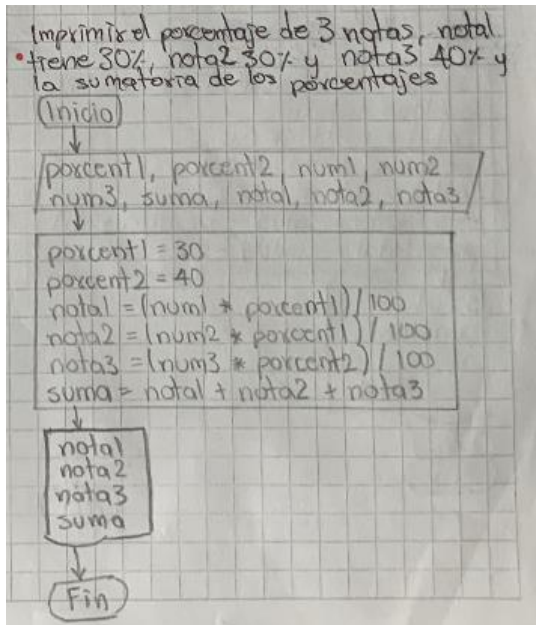 Imprimir el porcentaje de 3 notas, nota1
• tiene 30%, nota2 30% y nota3 40% y
la sumatoria de los porcentajes
Inicio
porcent1, porcent2, num1, num2
num3, suma, nota1, nota2, nota3
porcent1 = 30
porcent2 = 40
nota1 = (num1 * porcent1) / 100
nota2 = (num2 * porcent1) / 100
nota3 = (num3 * porcent2) / 100
suma = nota1 + nota2 + nota3
nota1
nota2
nota3
suma
Fin